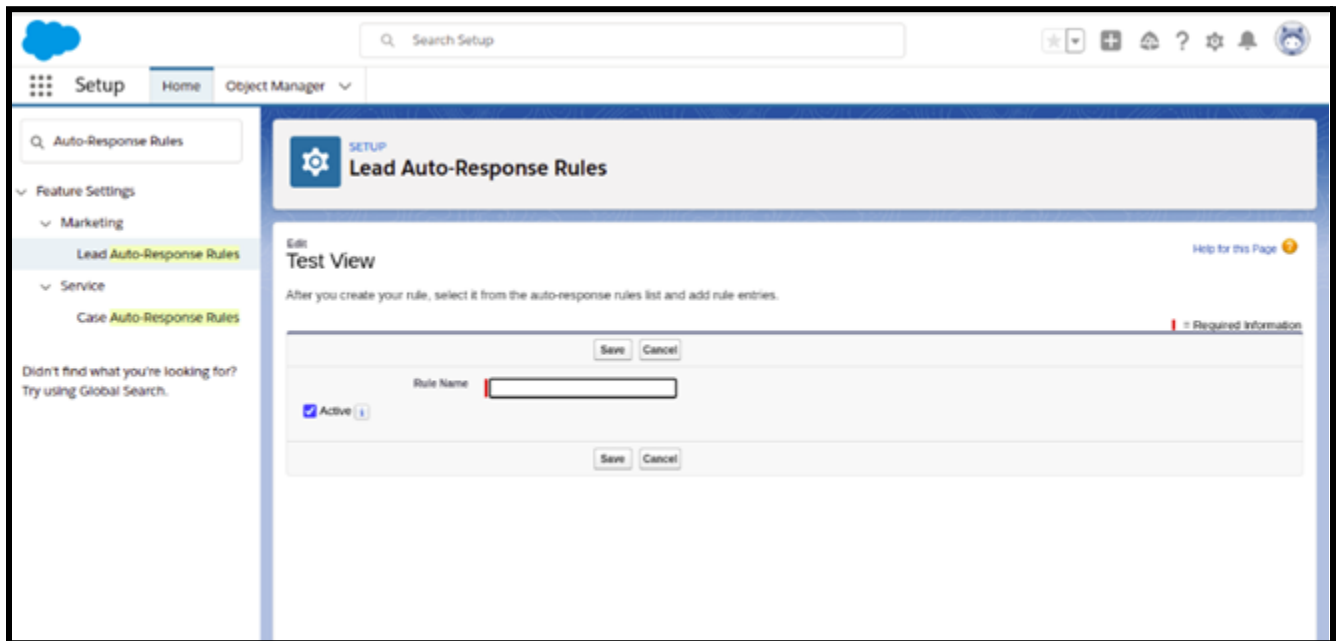 Search Setup
Setup
Home
Object Manager
Auto-Response Rules
Feature Settings
Marketing
Lead Auto-Response Rules
Service
Case Auto-Response Rules
Didn't find what you're looking for?
Try using Global Search.
SETUP
Lead Auto-Response Rules
Edit
Test View
Help for this Page
After you create your rule, select it from the auto-response rules list and add rule entries.
= Required Information
Save Cancel
Rule Name
Active i
Save Cancel